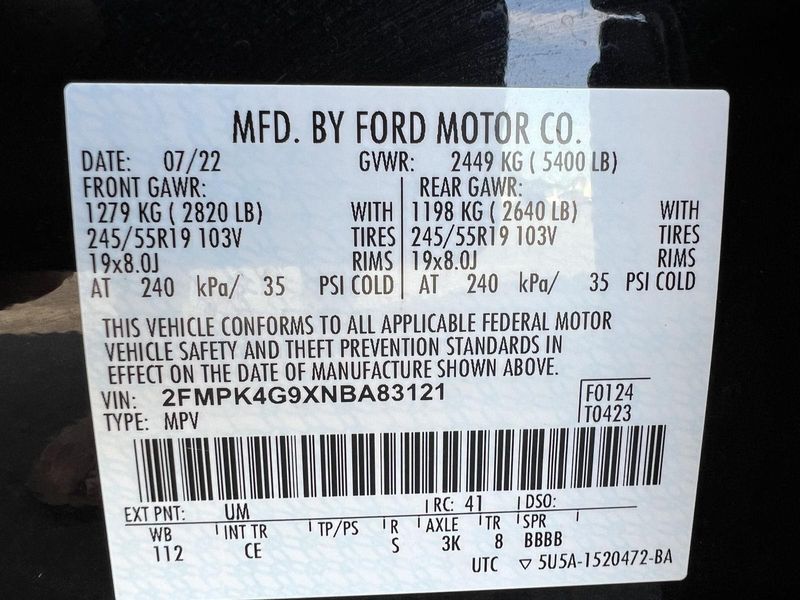 MFD. BY FORD MOTOR CO.
DATE: 07/22 GVWR: 2449 KG ( 5400 LB)
FRONT GAWR: REAR GAWR:
1279 KG ( 2820 LB) WITH 1198 KG ( 2640 LB) WITH
245/55R19 103V TIRES 245/55R19 103V TIRES
19x8.0J RIMS 19x8.0J RIMS
AT 240 kPa/ 35 PSI COLD AT 240 kPa/ 35 PSI COLD
THIS VEHICLE CONFORMS TO ALL APPLICABLE FEDERAL MOTOR
VEHICLE SAFETY AND THEFT PREVENTION STANDARDS IN
EFFECT ON THE DATE OF MANUFACTURE SHOWN ABOVE.
VIN: 2FMPK4G9XNBA83121 F0124
TYPE: MPV T0423
EXT PNT: UM RC: 41 DSO:
WB INT TR TP/PS R AXLE TR SPR
112 CE S 3K 8 BBBB
UTC ▽ 5U5A-1520472-BA